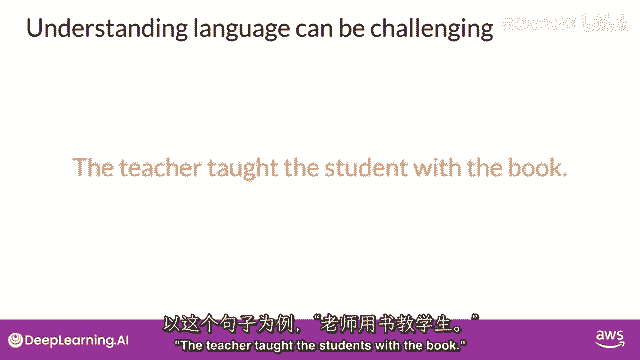 Understanding language can be challenging
The teacher taught the student with the book.
以这个句子为例，“老师用书教学生。”
"The teacher taught the students with the book."
DeepLearning.AI
aws